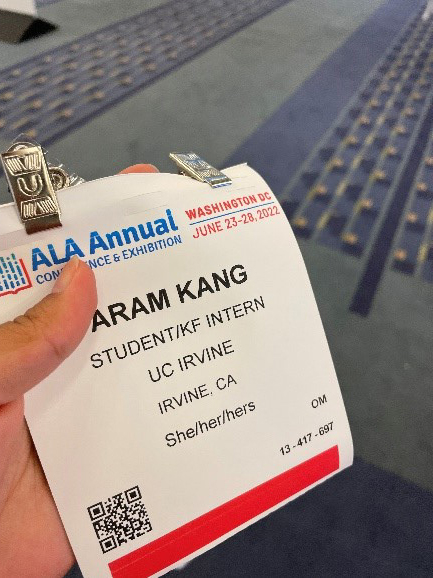 ALA Annual
& EXHIBITION
WASHINGTON DC
JUNE 23-28, 2022
ARAM KANG
STUDENT/KF INTERN
UC IRVINE
IRVINE, CA
She/her/hers
OM
13-417-697